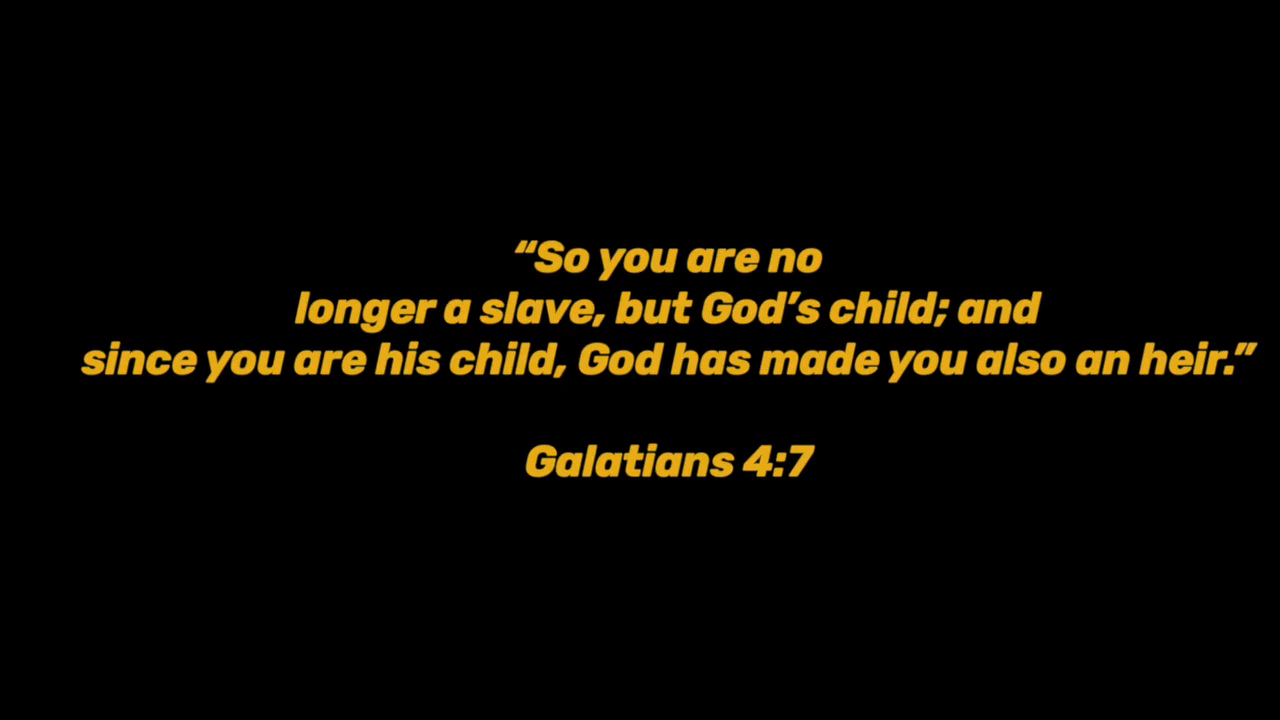 “So you are no
longer a slave, but God’s child; and
since you are his child, God has made you also an heir.”
Galatians 4:7